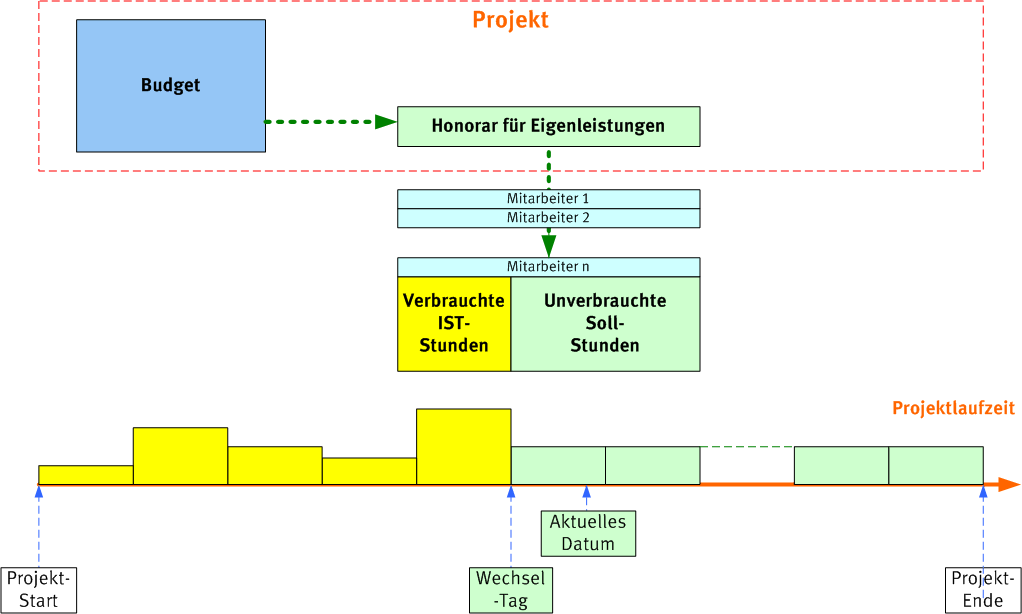 Projekt
Budget
Honorar für Eigenleistungen
Mitarbeiter 1
Mitarbeiter 2
Mitarbeiter n
Verbrauchte
IST-
Stunden
Unverbrauchte
Soll-
Stunden
Projektlaufzeit
Aktuelles
Datum
Projekt-
Start
Wechsel
-Tag
Projekt-
Ende